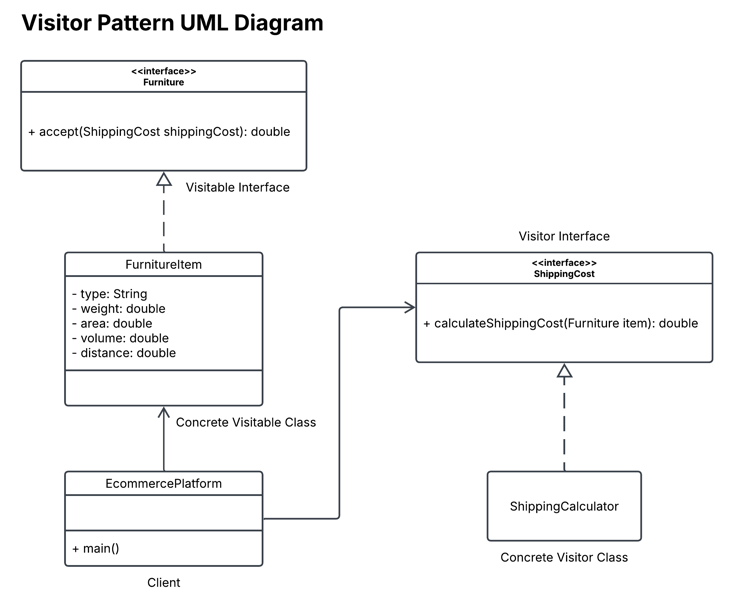 Visitor Pattern UML Diagram
<<interface>>
Furniture
+ accept(ShippingCost shippingCost): double
Visitable Interface
FurnitureItem
- type: String
- weight: double
- area: double
- volume: double
- distance: double
Concrete Visitable Class
EcommercePlatform
+ main()
Client
Visitor Interface
<<interface>>
ShippingCost
+ calculateShippingCost(Furniture item): double
ShippingCalculator
Concrete Visitor Class